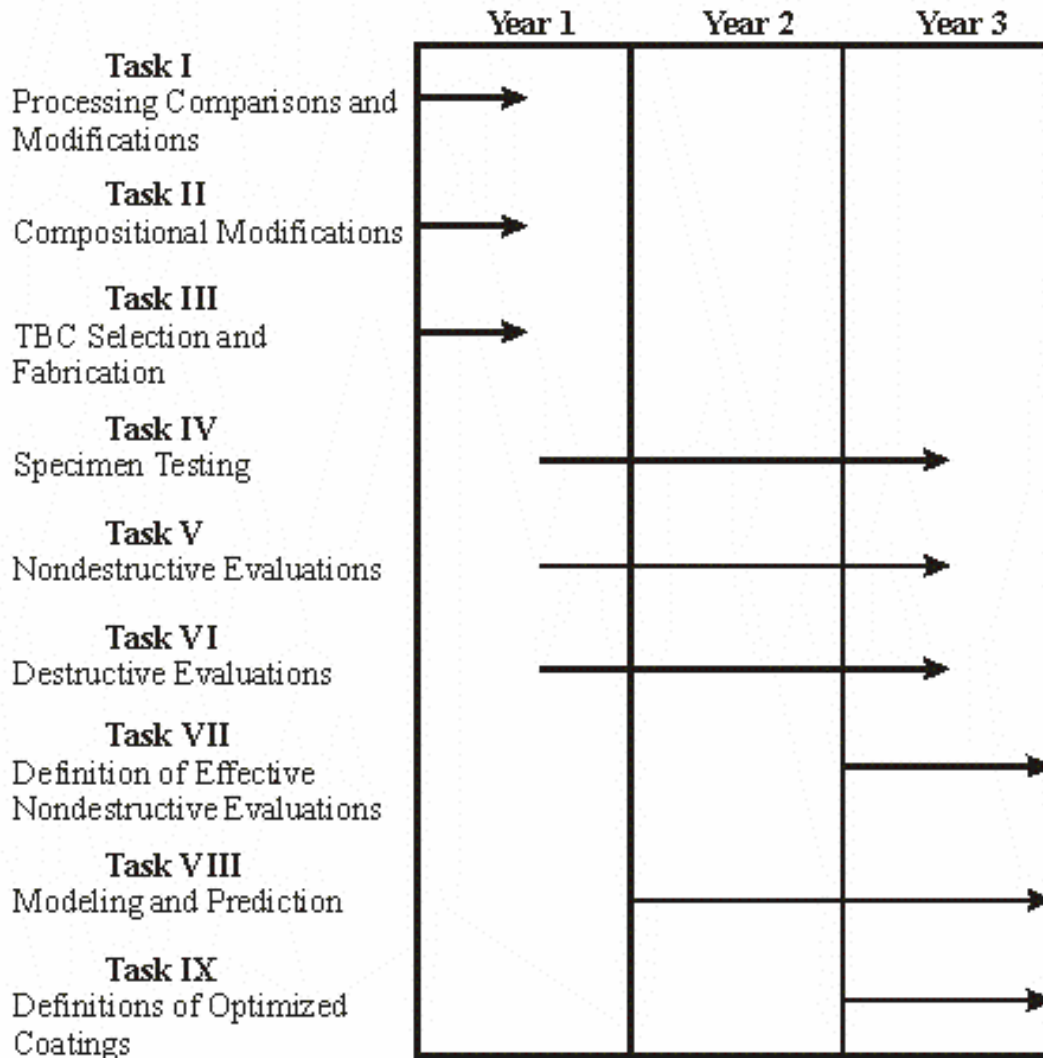 Year 1 Year 2 Year 3
Task I
Processing Comparisons and
Modifications
Task II
Compositional Modifications
Task III
TBC Selection and
Fabrication
Task IV
Specimen Testing
Task V
Nondestructive Evaluations
Task VI
Destructive Evaluations
Task VII
Definition of Effective
Nondestructive Evaluations
Task VIII
Modeling and Prediction
Task IX
Definitions of Optimized
Coatings